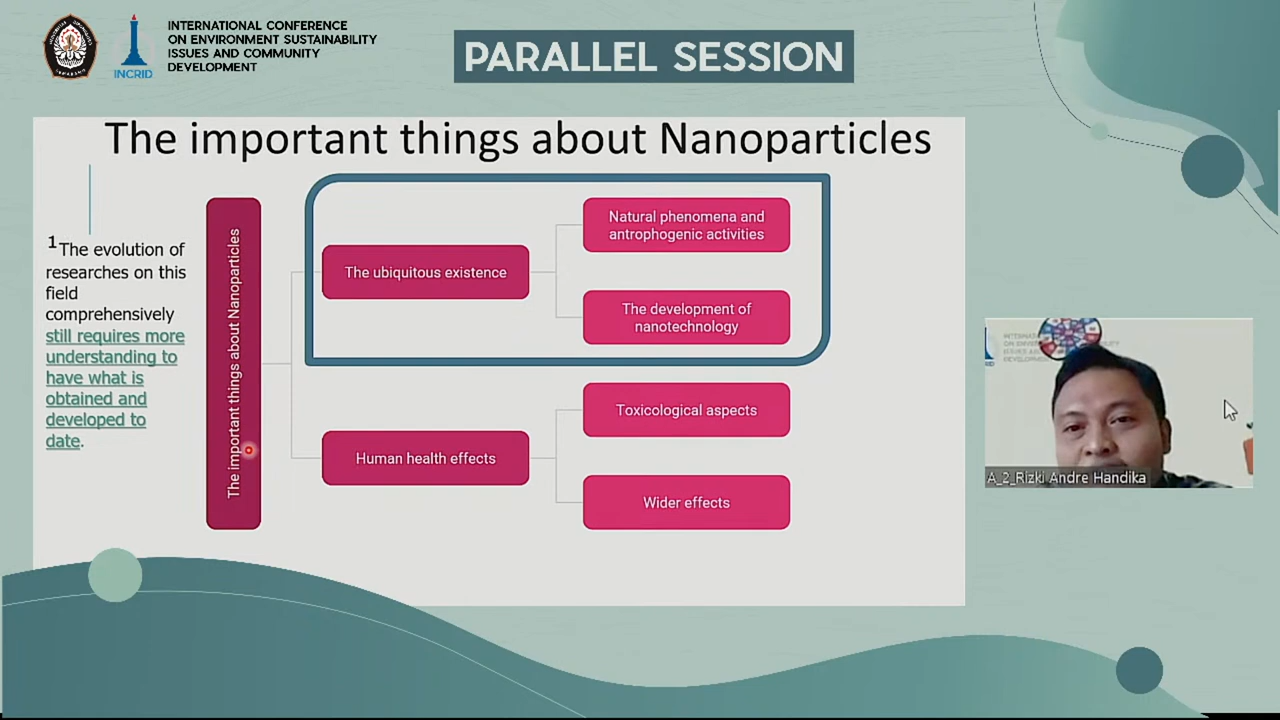 INTERNATIONAL CONFERENCE
ON ENVIRONMENT SUSTAINABILITY
ISSUES AND COMMUNITY
DEVELOPMENT
INCRID
PARALLEL SESSION
The important things about Nanoparticles
1The evolution of
researches on this
field
comprehensively
still requires more
understanding to
have what is
obtained and
developed to
date.
The important things about Nanoparticles
The ubiquitous existence
Natural phenomena and
antrophogenic activities
The development of
nanotechnology
Human health effects
Toxicological aspects
Wider effects
A_2_Rizki Andre Handika